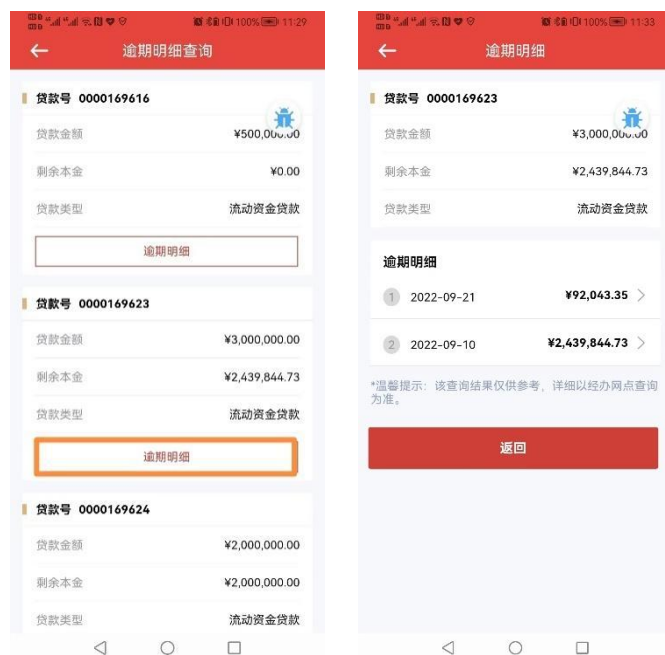 100% 11:29
逾期明细查询
贷款号 0000169616
贷款金额 ¥500,000.00
剩余本金 ¥0.00
贷款类型 流动资金贷款
逾期明细
贷款号 0000169623
贷款金额 ¥3,000,000.00
剩余本金 ¥2,439,844.73
贷款类型 流动资金贷款
逾期明细
贷款号 0000169624
贷款金额 ¥2,000,000.00
剩余本金 ¥2,000,000.00
贷款类型 流动资金贷款
100% 11:33
逾期明细
贷款号 0000169623
贷款金额 ¥3,000,000.00
剩余本金 ¥2,439,844.73
贷款类型 流动资金贷款
逾期明细
1 2022-09-21 ¥92,043.35
2 2022-09-10 ¥2,439,844.73
*温馨提示：该查询结果仅供参考，详细以经办网点查询
为准。
返回